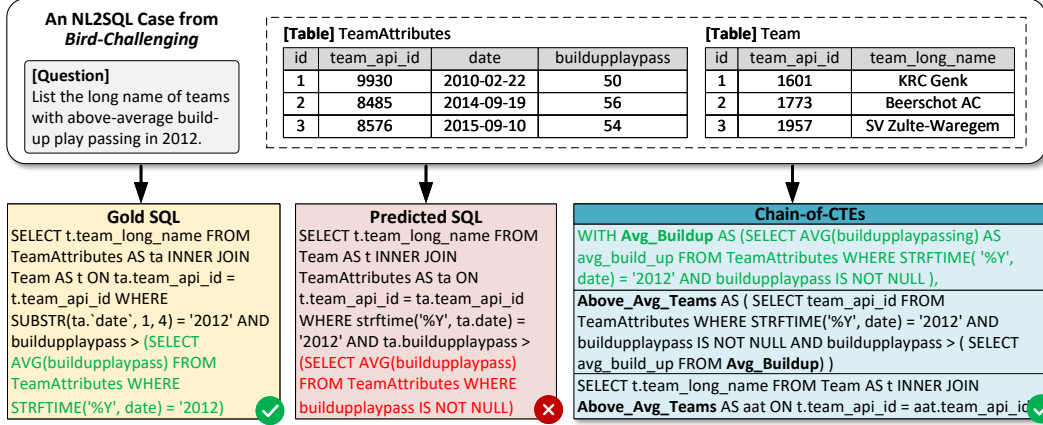 An NL2SQL Case from
Bird-Challenging
[Question]
List the long name of teams
with above-average build-
up play passing in 2012.
[Table] TeamAttributes
id team_api_id date buildupplaypass
1 9930 2010-02-22 50
2 8485 2014-09-19 56
3 8576 2015-09-10 54
[Table] Team
id team_api_id team_long_name
1 1601 KRC Genk
2 1773 Beerschot AC
3 1957 SV Zulte-Waregem
Gold SQL
SELECT t.team_long_name FROM
TeamAttributes AS ta INNER JOIN
Team AS t ON ta.team_api_id =
t.team_api_id WHERE
SUBSTR(ta.`date`, 1, 4) = '2012' AND
buildupplaypass > (SELECT
AVG(buildupplaypass) FROM
TeamAttributes WHERE
STRFTIME('%Y', date) = '2012)
Predicted SQL
SELECT t.team_long_name FROM
Team AS t INNER JOIN
TeamAttributes AS ta ON
t.team_api_id = ta.team_api_id
WHERE strftime('%Y', ta.date) =
'2012' AND ta.buildupplaypass >
(SELECT AVG(buildupplaypass)
FROM TeamAttributes WHERE
buildupplaypass IS NOT NULL)
Chain-of-CTEs
WITH Avg_Buildup AS (SELECT AVG(buildupplaypassing) AS
avg_build_up FROM TeamAttributes WHERE STRFTIME( '%Y',
date) = '2012' AND buildupplaypass IS NOT NULL ),
Above_Avg_Teams AS ( SELECT team_api_id FROM
TeamAttributes WHERE STRFTIME('%Y', date) = '2012' AND
buildupplaypass IS NOT NULL AND buildupplaypass > ( SELECT
avg_build_up FROM Avg_Buildup) )
SELECT t.team_long_name FROM Team AS t INNER JOIN
Above_Avg_Teams AS aat ON t.team_api_id = aat.team_api_id